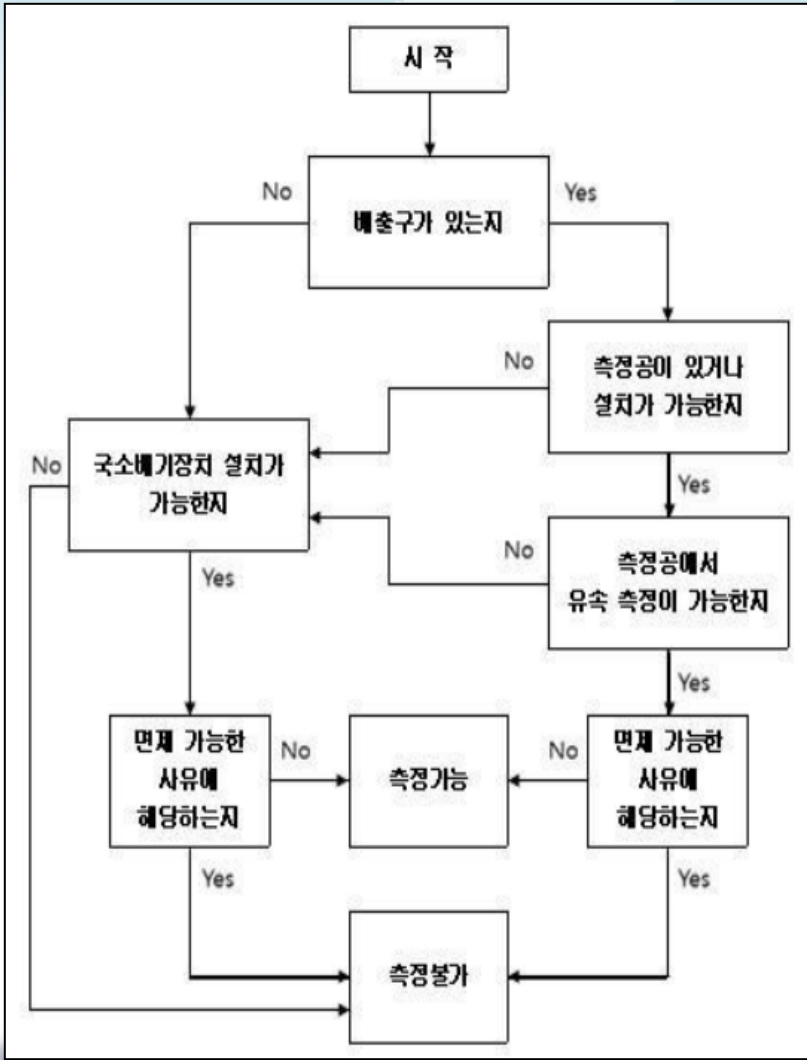 시 작
No
Yes
배출구가 있는지
No
측정공이 있거나
설치가 가능한지
No
국소배기장치 설치가
가능한지
Yes
No
측정공에서
유속 측정이 가능한지
Yes
Yes
면제 가능한
사유에
해당하는지
No
측정가능
No
면제 가능한
사유에
해당하는지
Yes
Yes
측정불가